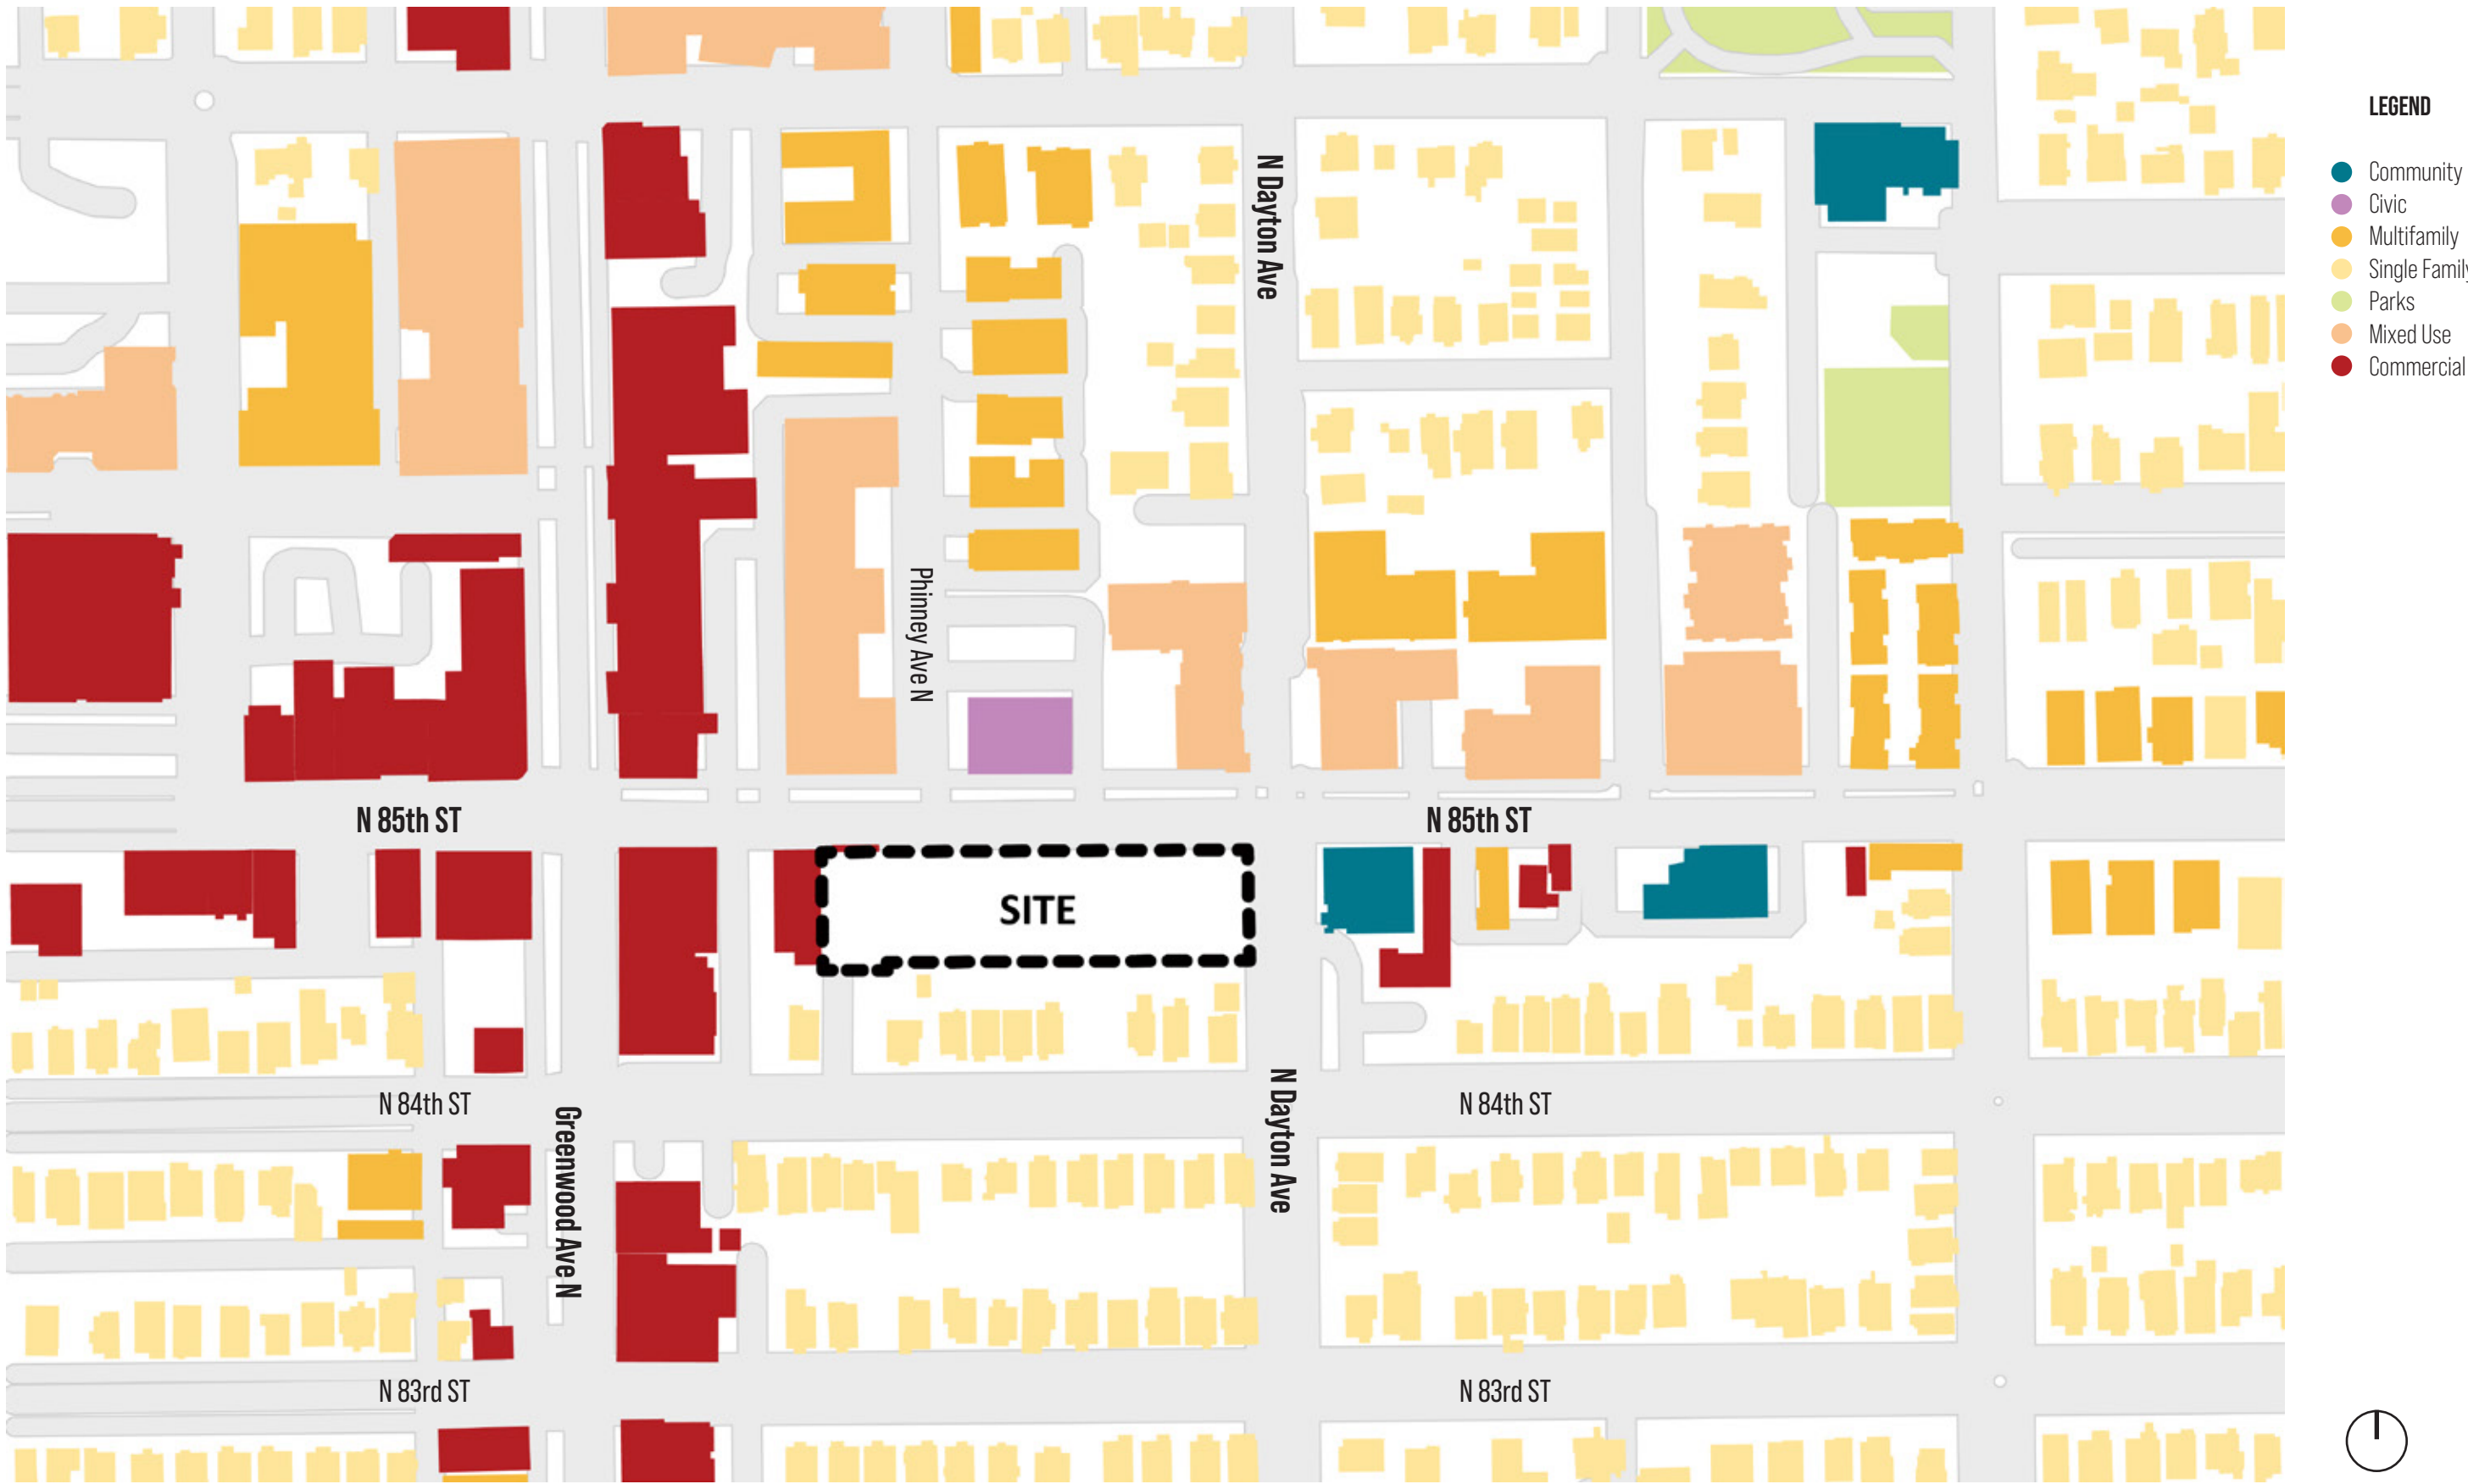 LEGEND
Community
Civic
Multifamily
Single Family
Parks
Mixed Use
Commercial
N Dayton Ave
Phinney Ave N
N 85th ST
N 85th ST
SITE
N 84th ST
N 84th ST
Greenwood Ave N
N Dayton Ave
N 83rd ST
N 83rd ST